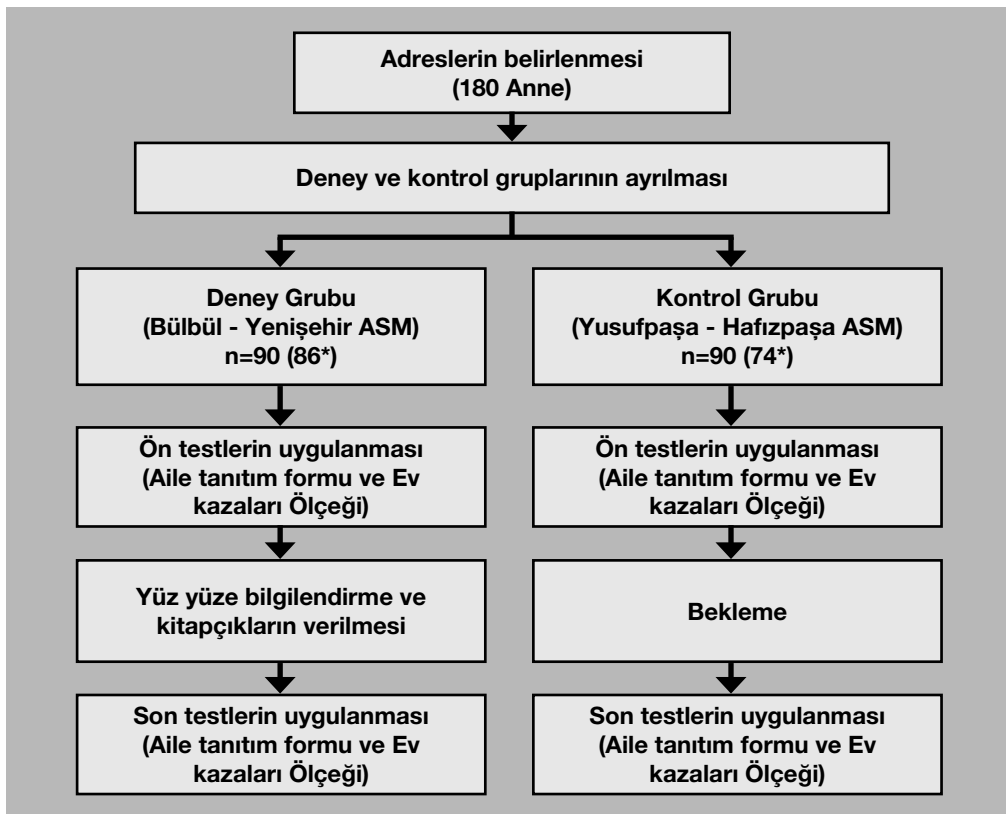 Adreslerin belirlenmesi
(180 Anne)
Deney ve kontrol gruplarının ayrılması
Deney Grubu
(Bülbül - Yenişehir ASM)
n=90 (86*)
Kontrol Grubu
(Yusufpaşa - Hafızpaşa ASM)
n=90 (74*)
Ön testlerin uygulanması
(Aile tanıtım formu ve Ev
kazaları Ölçeği)
Ön testlerin uygulanması
(Aile tanıtım formu ve Ev
kazaları Ölçeği)
Yüz yüze bilgilendirme ve
kitapçıkların verilmesi
Bekleme
Son testlerin uygulanması
(Aile tanıtım formu ve Ev
kazaları Ölçeği)
Son testlerin uygulanması
(Aile tanıtım formu ve Ev
kazaları Ölçeği)